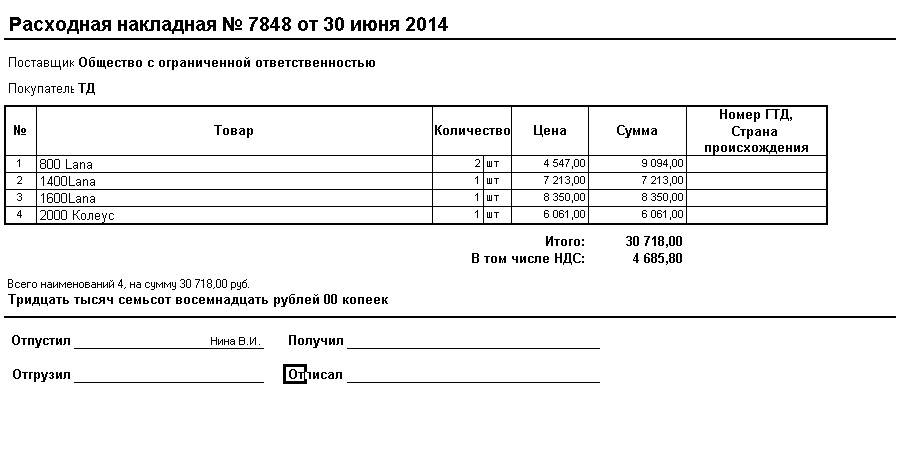 Расходная накладная № 7848 от 30 июня 2014
Поставщик Общество с ограниченной ответственностью
Покупатель ТД
№ Товар Количество Цена Сумма Номер ГТД, Страна происхождения
1 800 Lana 2 шт 4 547,00 9 094,00
2 1400Lana 1 шт 7 213,00 7 213,00
3 1600Lana 1 шт 8 350,00 8 350,00
4 2000 Колеус 1 шт 6 061,00 6 061,00
Итого: 30 718,00
В том числе НДС: 4 685,80
Всего наименований 4, на сумму 30 718,00 руб.
Тридцать тысяч семьсот восемнадцать рублей 00 копеек
Отпустил Нина В.И. Получил
Отгрузил Отписал